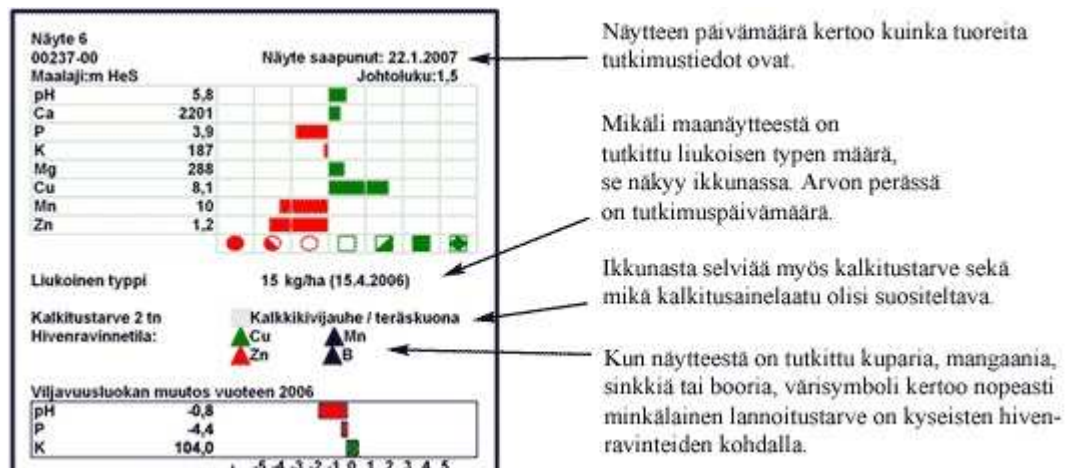 Näyte 6
00237-00 Näyte saapunut: 22.1.2007
Maalaji:m HeS Johtoluku:1,5
pH 5,8
Ca 2201
P 3,9
K 187
Mg 288
Cu 8,1
Mn 10
Zn 1,2
Liukoinen typpi 15 kg/ha (15.4.2006)
Kalkitustarve 2 tn Kalkkikivijauhe / teräskuona
Hivenravinnetila: Cu Mn
Zn B
Viljavuusluokan muutos vuoteen 2006
pH -0,8
P -4,4
K 104,0
-5 -4 -3 -2 -1 0 1 2 3 4 5
Näytteen päivämäärä kertoo kuinka tuoreita
tutkimustiedot ovat.
Mikäli maanäytteestä on
tutkittu liukoisen typen määrä,
se näkyy ikkunassa. Arvon perässä
on tutkimuspäivämäärä.
Ikkunasta selviää myös kalkitustarve sekä
mikä kalkitusainelaatu olisi suositeltava.
Kun näytteestä on tutkittu kuparia, mangaania,
sinkkiä tai booria, värisymboli kertoo nopeasti
minkälainen lannoitustarve on kyseisten hiven-
ravinteiden kohdalla.